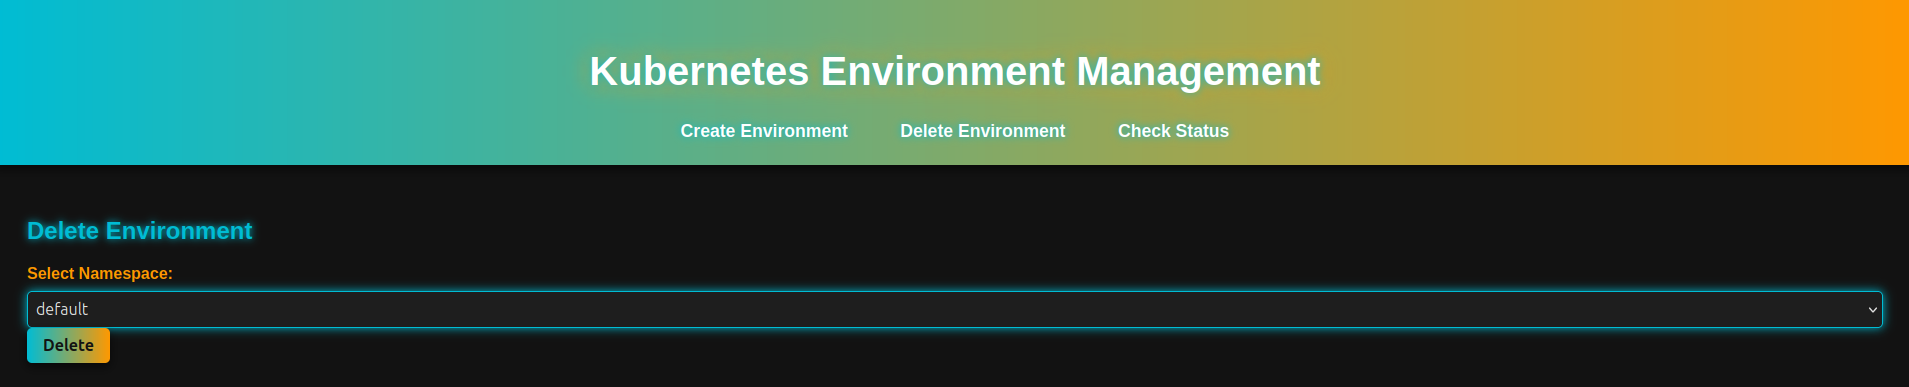 Kubernetes Environment Management
Create Environment Delete Environment Check Status
Delete Environment
Select Namespace:
default
Delete